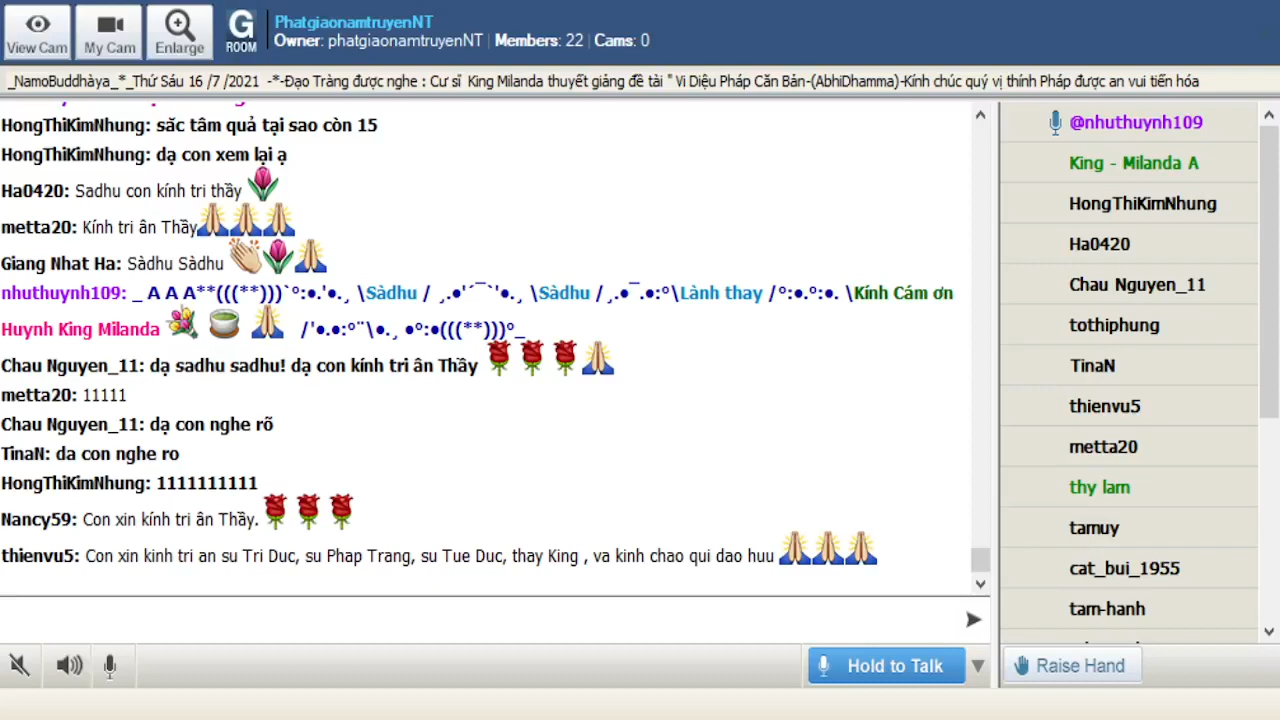 View Cam
My Cam
Enlarge
G
ROOM
PhatgiaonamtruyenNT
Owner: phatgiaonamtruyenNT | Members: 22 | Cams: 0
_NamoBuddhàya_*_Thứ Sáu 16 /7 /2021 -*-Đạo Tràng được nghe : Cư sĩ King Milanda thuyết giảng đề tài " Vi Diệu Pháp Căn Bản-(AbhiDhamma)-Kính chúc quý vị thính Pháp được an vui tiến hóa
HongThiKimNhung: sắc tâm quả tại sao còn 15
HongThiKimNhung: dạ con xem lại ạ
Ha0420: Sadhu con kính tri thầy
metta20: Kính tri ân Thầy
Giang Nhat Ha: Sàdhu Sàdhu
nhuthuynh109: _ A A A**(((**)))`°:•.'•.¸ \Sàdhu / ¸.•'´¯`'•.¸ \Sàdhu /¸.•¯.•:°\Lành thay /°:•.°:•. \Kính Cám ơn
Huynh King Milanda /'•.•:°¨\•.¸ •°:•(((**)))°_
Chau Nguyen_11: dạ sadhu sadhu! dạ con kính tri ân Thầy
metta20: 11111
Chau Nguyen_11: dạ con nghe rõ
TinaN: da con nghe ro
HongThiKimNhung: 1111111111
Nancy59: Con xin kính tri ân Thầy.
thienvu5: Con xin kinh tri an su Tri Duc, su Phap Trang, su Tue Duc, thay King , va kinh chao qui dao huu
@nhuthuynh109
King - Milanda A
HongThiKimNhung
Ha0420
Chau Nguyen_11
tothiphung
TinaN
thienvu5
metta20
thy lam
tamuy
cat_bui_1955
tam-hanh
Hold to Talk
Raise Hand